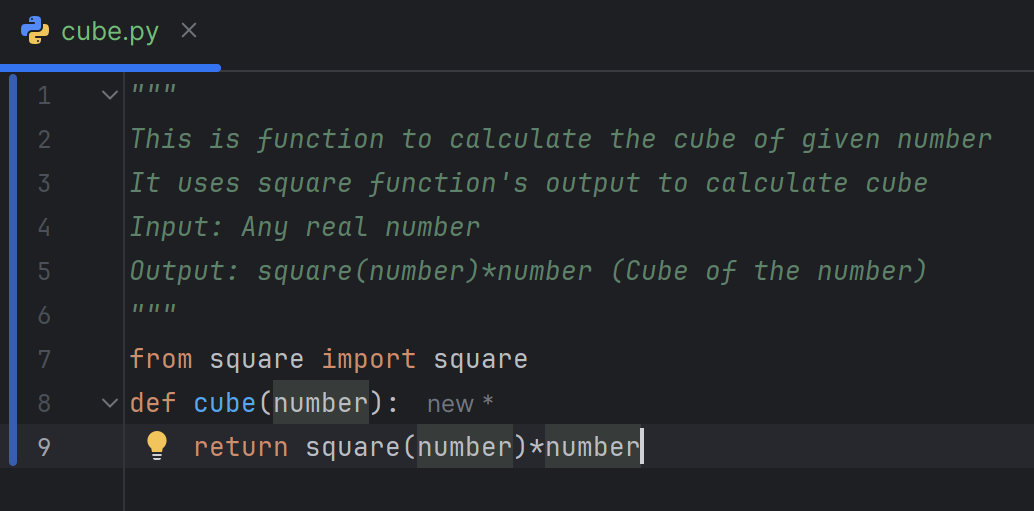 cube.py
1 """
2 This is function to calculate the cube of given number
3 It uses square function's output to calculate cube
4 Input: Any real number
5 Output: square(number)*number (Cube of the number)
6 """
7 from square import square
8 def cube(number): new *
9 return square(number)*number